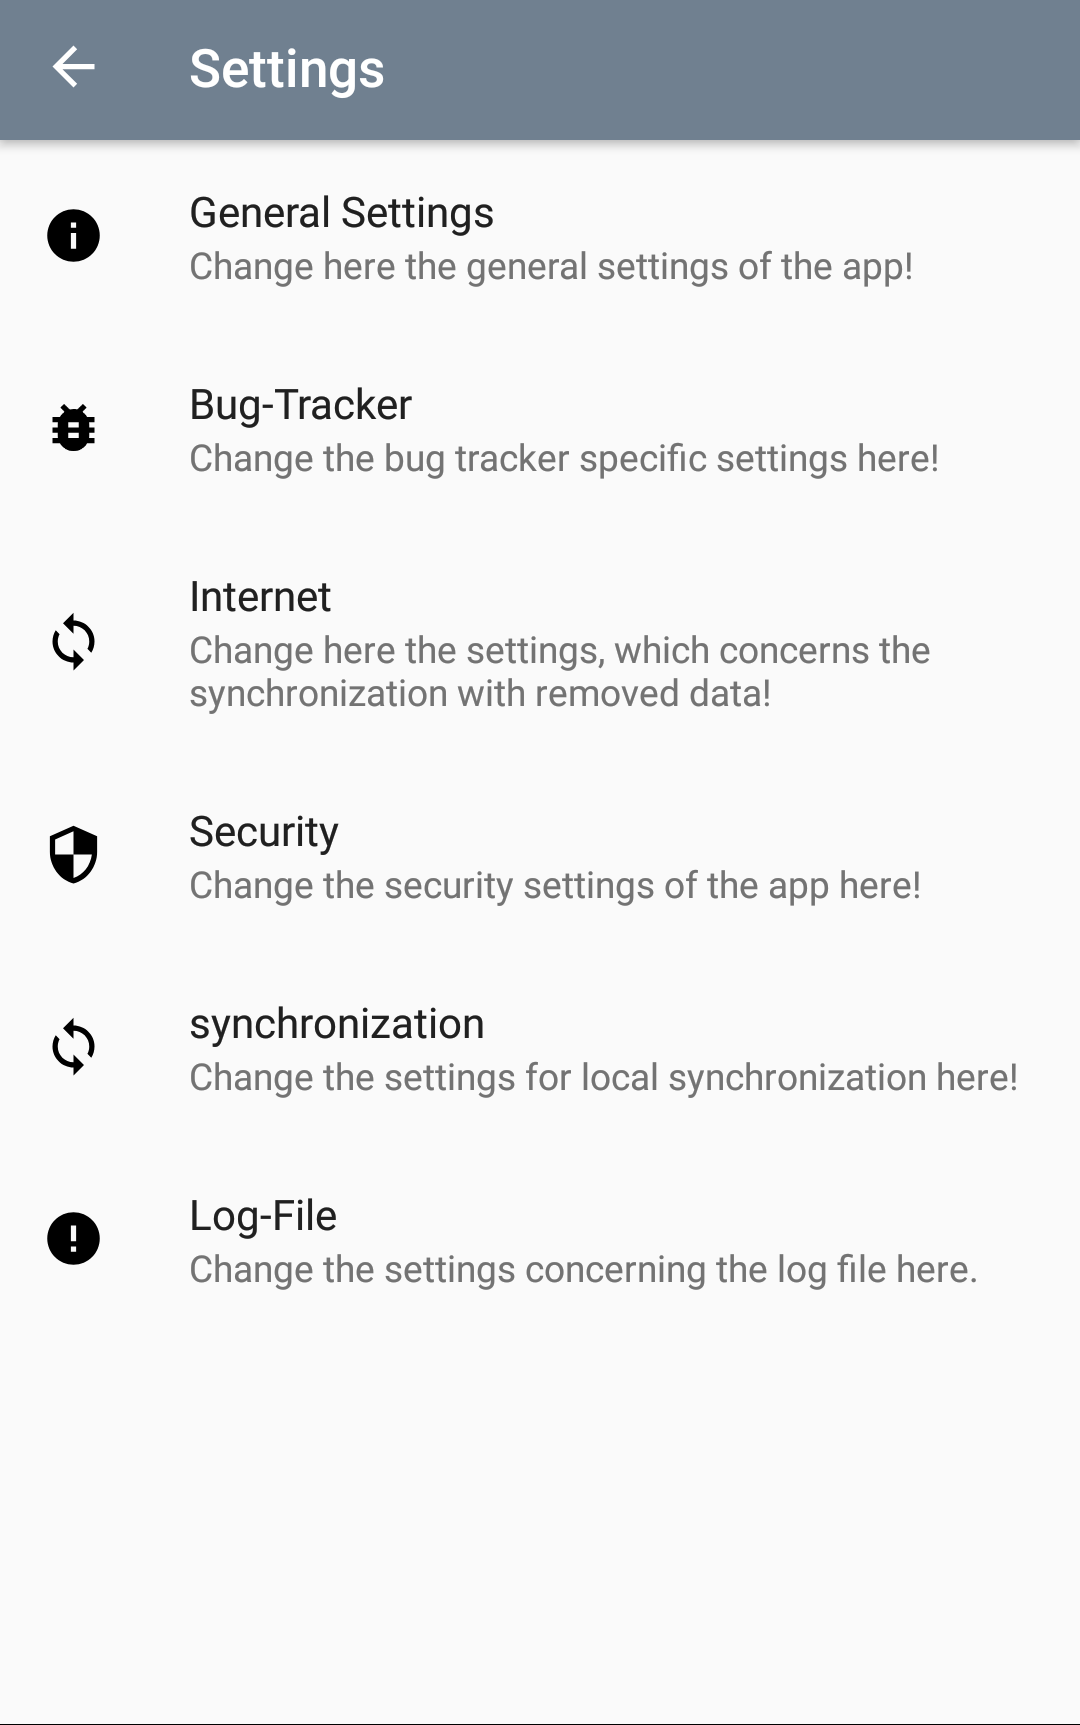 Settings
General Settings
Change here the general settings of the app!
Bug-Tracker
Change the bug tracker specific settings here!
Internet
Change here the settings, which concerns the
synchronization with removed data!
Security
Change the security settings of the app here!
synchronization
Change the settings for local synchronization here!
Log-File
Change the settings concerning the log file here.